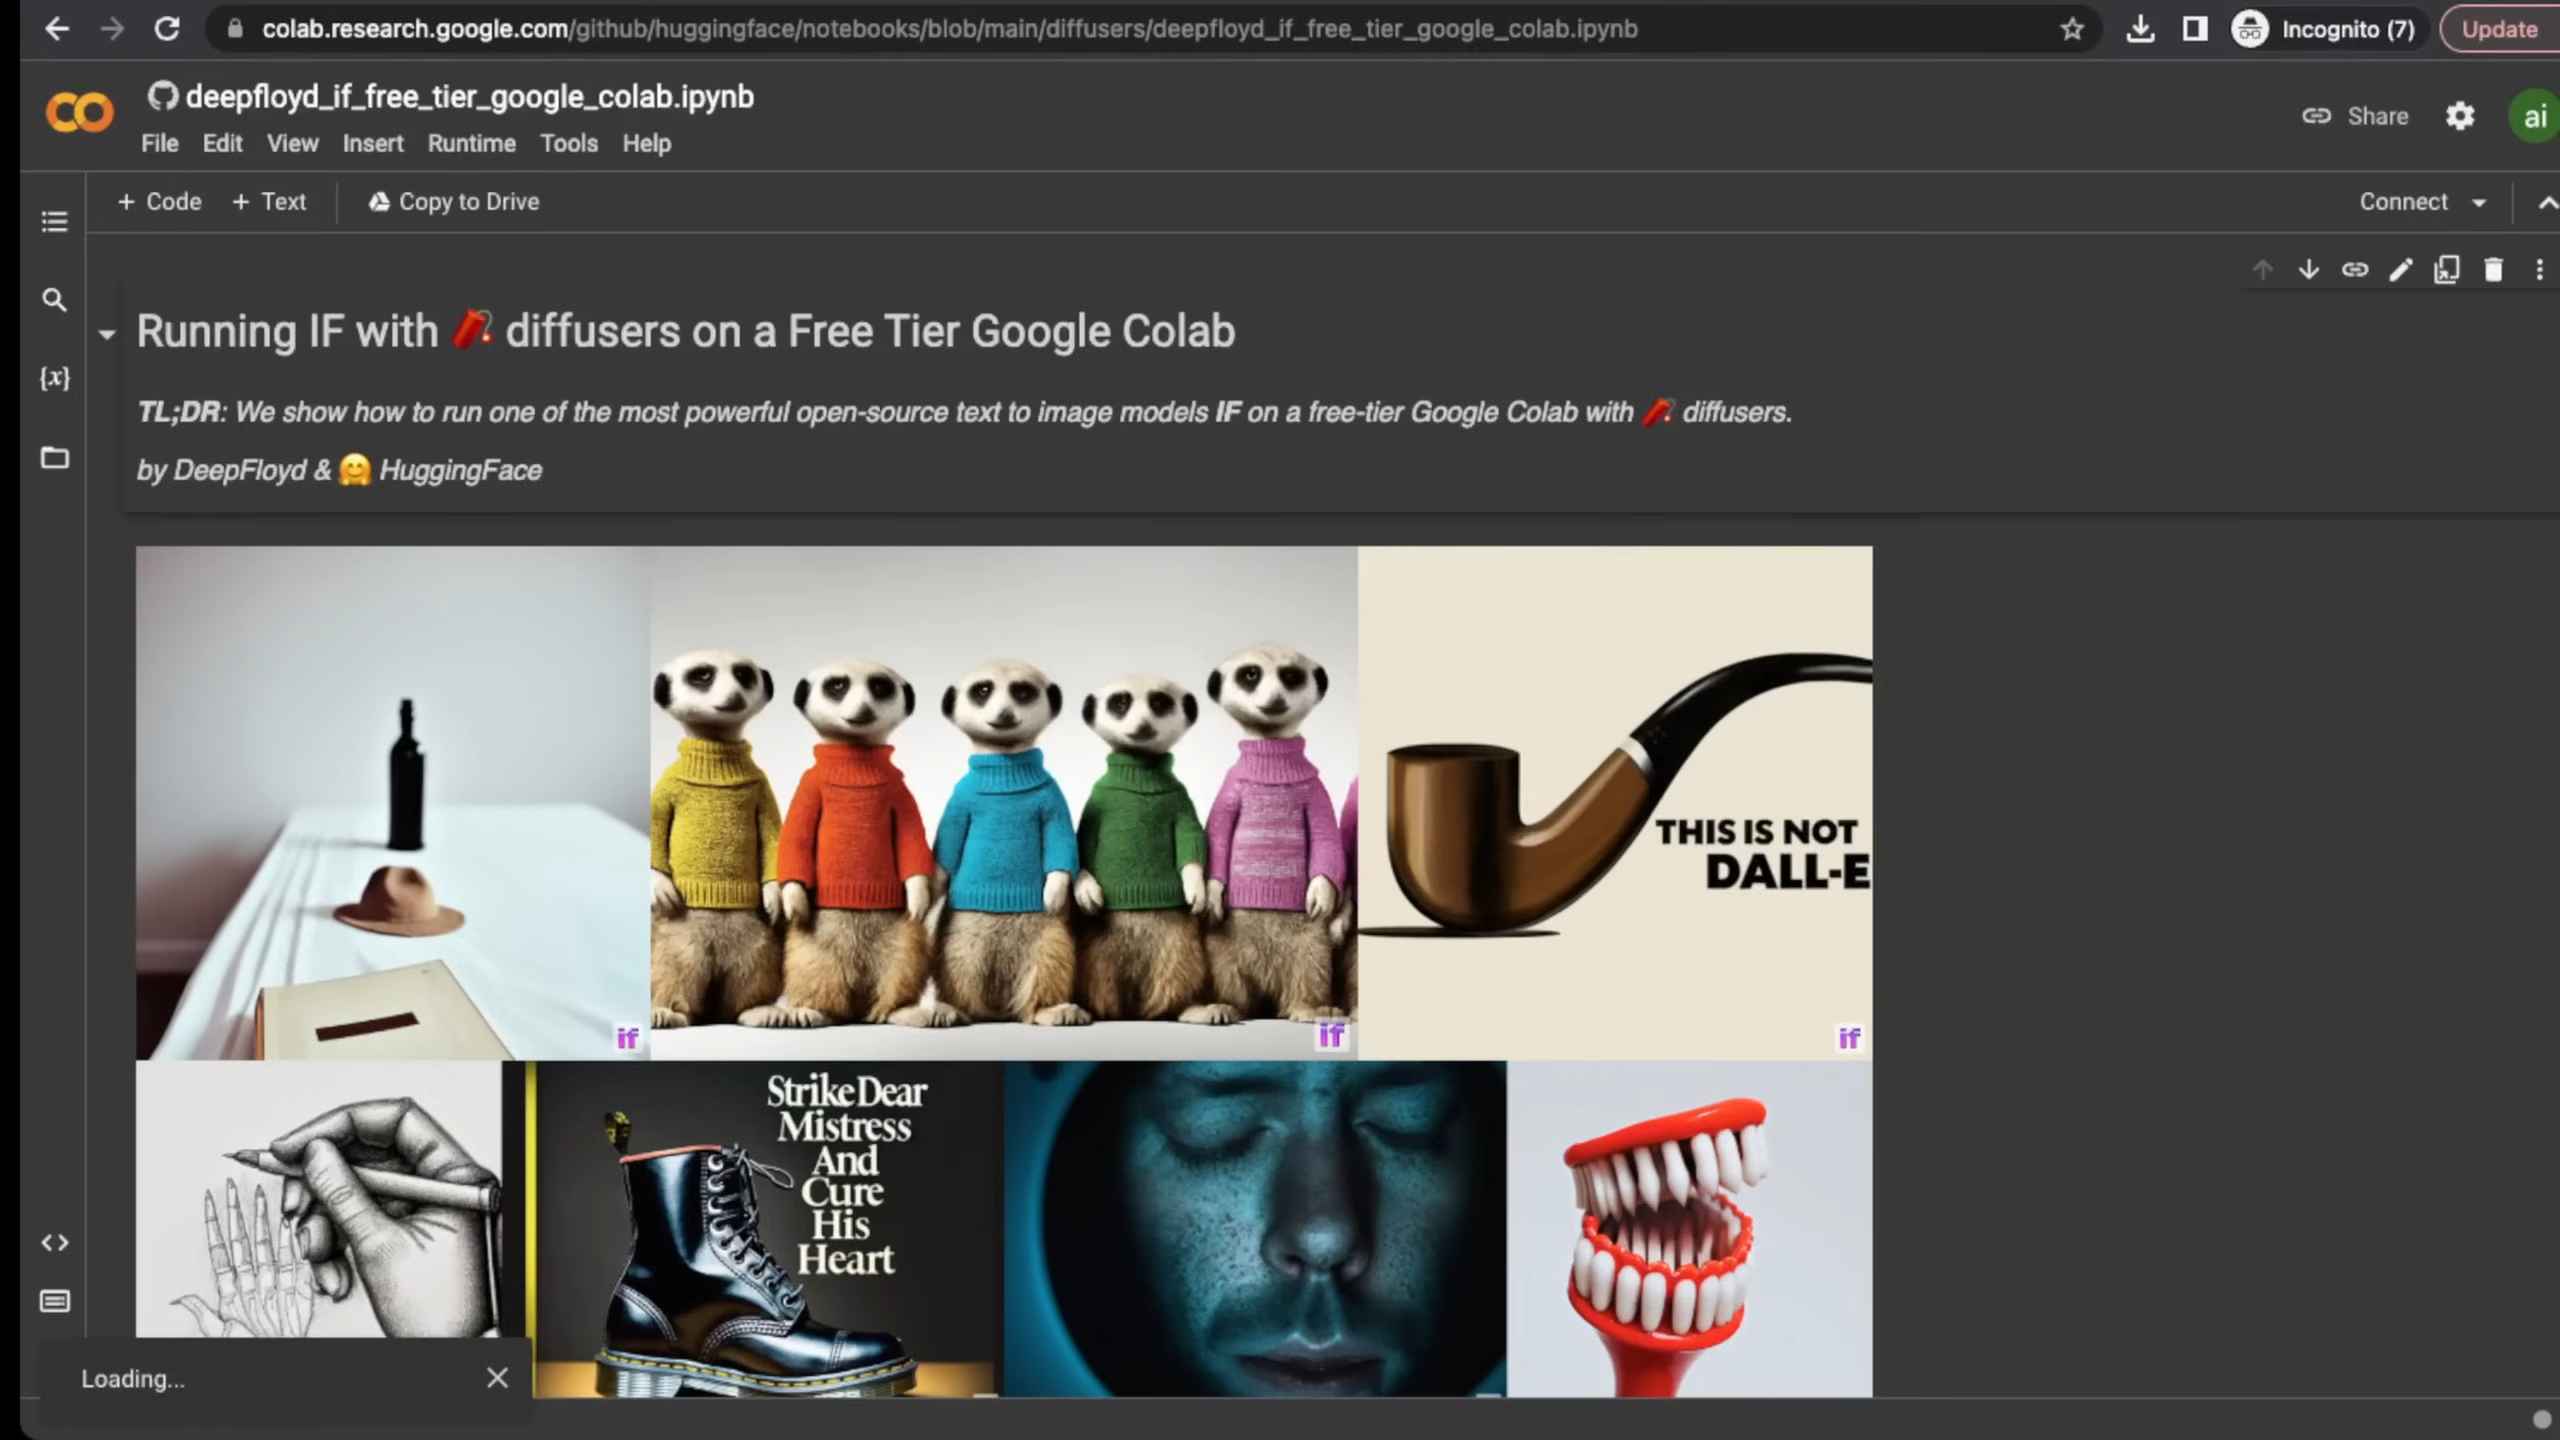 colab.research.google.com/github/huggingface/notebooks/blob/main/diffusers/deepfloyd_if_free_tier_google_colab.ipynb
Incognito (7)
Update
deepfloyd_if_free_tier_google_colab.ipynb
Share
ai
File Edit View Insert Runtime Tools Help
+ Code + Text
Copy to Drive
Connect
{x}
Running IF with 🧨 diffusers on a Free Tier Google Colab
TL;DR: We show how to run one of the most powerful open-source text to image models IF on a free-tier Google Colab with 🧨 diffusers.
by DeepFloyd & 🤗 HuggingFace
THIS IS NOT
DALL-E
if
if
if
Strike Dear
Mistress
And
Cure
His
Heart
Loading...